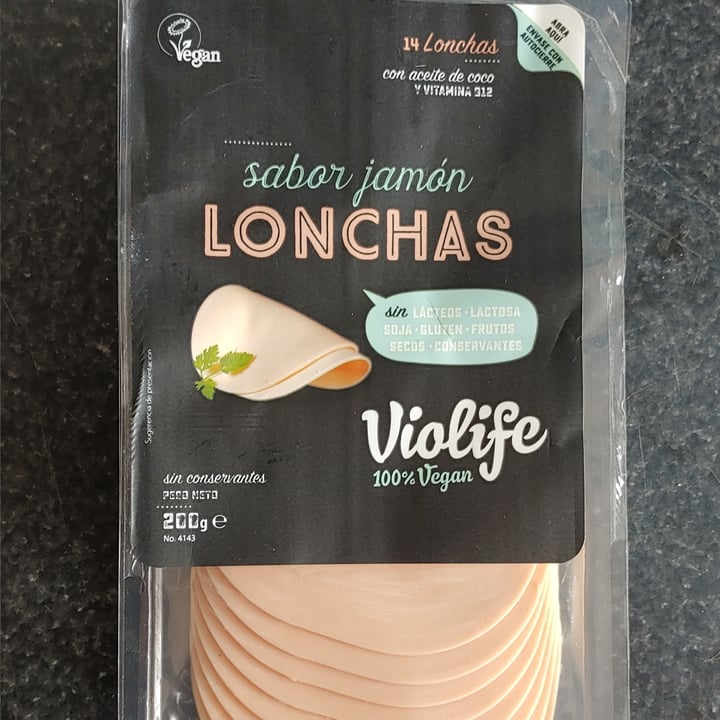 Vegan
14 Lonchas
con aceite de coco
Y VITAMINA B12
ABRA
AQUÍ
ENVASE CON
AUTOCIERRE
sabor jamón
LONCHAS
sin LÁCTEOS · LACTOSA
SOJA · GLUTEN · FRUTOS
SECOS · CONSERVANTES
Sugerencia de presentación
Violife
100% Vegan
sin conservantes
PESO NETO
200g e
No. 4143